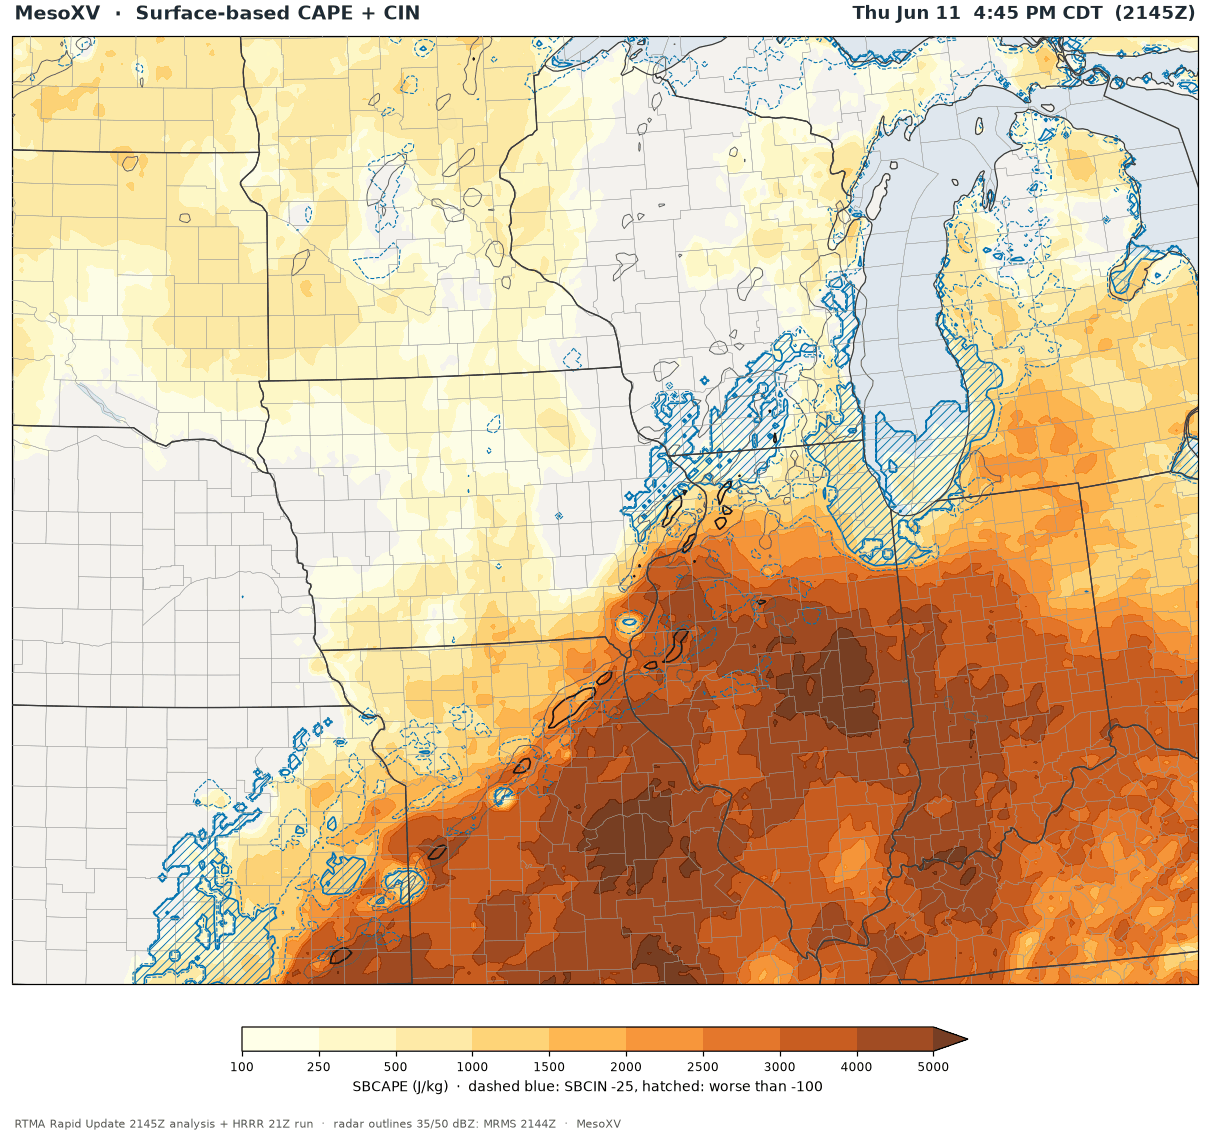 MesoXV · Surface-based CAPE + CIN
Thu Jun 11 4:45 PM CDT (2145Z)
100 250 500 1000 1500 2000 2500 3000 4000 5000
SBCAPE (J/kg) · dashed blue: SBCIN -25, hatched: worse than -100
RTMA Rapid Update 2145Z analysis + HRRR 21Z run · radar outlines 35/50 dBZ: MRMS 2144Z · MesoXV